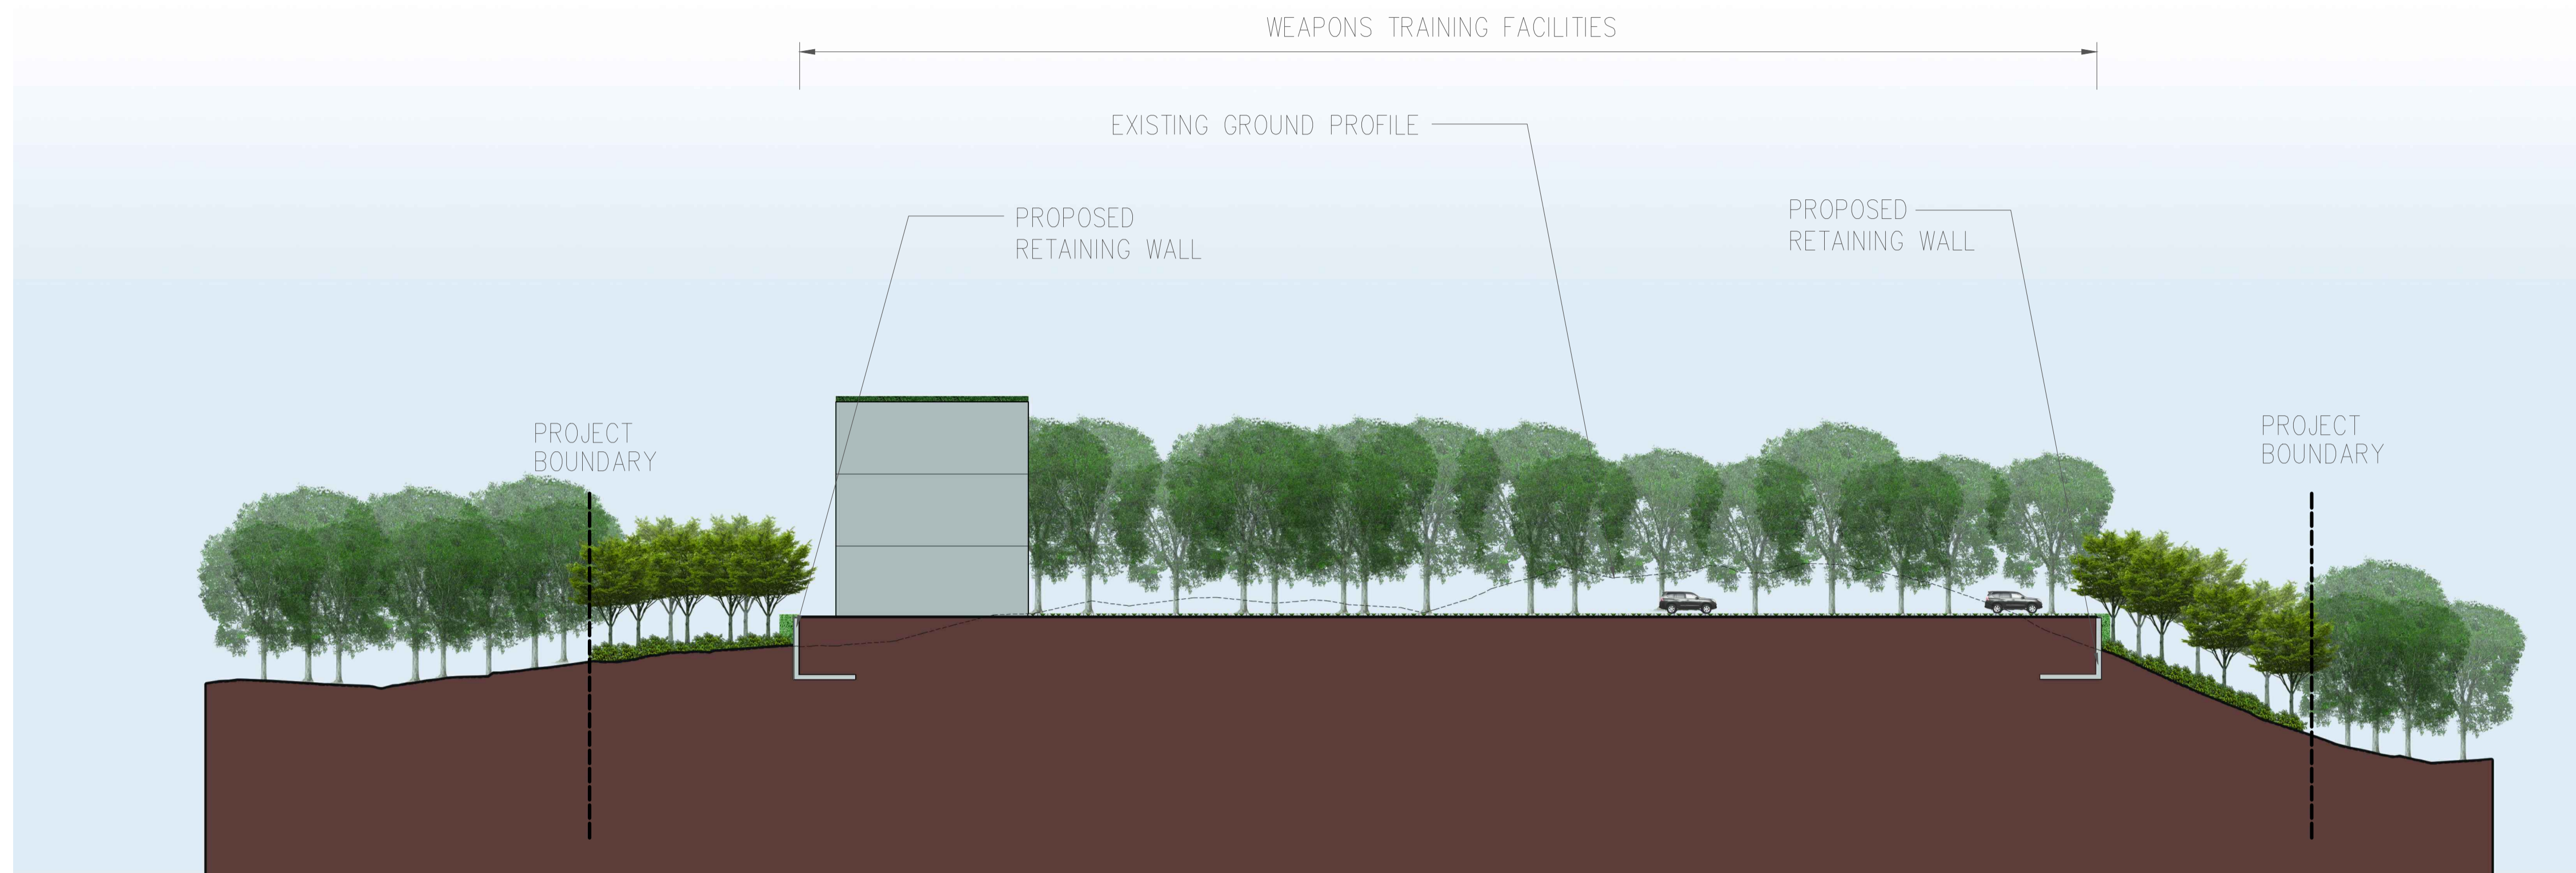 WEAPONS TRAINING FACILITIES
EXISTING GROUND PROFILE
PROPOSED
RETAINING WALL
PROPOSED
RETAINING WALL
PROJECT
BOUNDARY
PROJECT
BOUNDARY